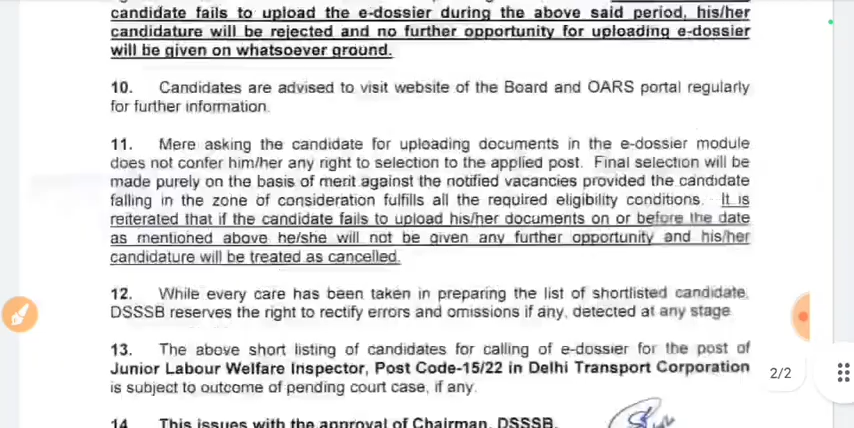 candidate fails to upload the e-dossier during the above said period, his/her
candidature will be rejected and no further opportunity for uploading e-dossier
will be given on whatsoever ground.
10. Candidates are advised to visit website of the Board and OARS portal regularly
for further information.
11. Mere asking the candidate for uploading documents in the e-dossier module
does not confer him/her any right to selection to the applied post. Final selection will be
made purely on the basis of merit against the notified vacancies provided the candidate
falling in the zone of consideration fulfills all the required eligibility conditions. It is
reiterated that if the candidate fails to upload his/her documents on or before the date
as mentioned above he/she will not be given any further opportunity and his/her
candidature will be treated as cancelled.
12. While every care has been taken in preparing the list of shortlisted candidate,
DSSSB reserves the right to rectify errors and omissions if any, detected at any stage
13. The above short listing of candidates for calling of e-dossier for the post of
Junior Labour Welfare Inspector, Post Code-15/22 in Delhi Transport Corporation
is subject to outcome of pending court case, if any.
2/2
14 This issues with the approval of Chairman, DSSSB.